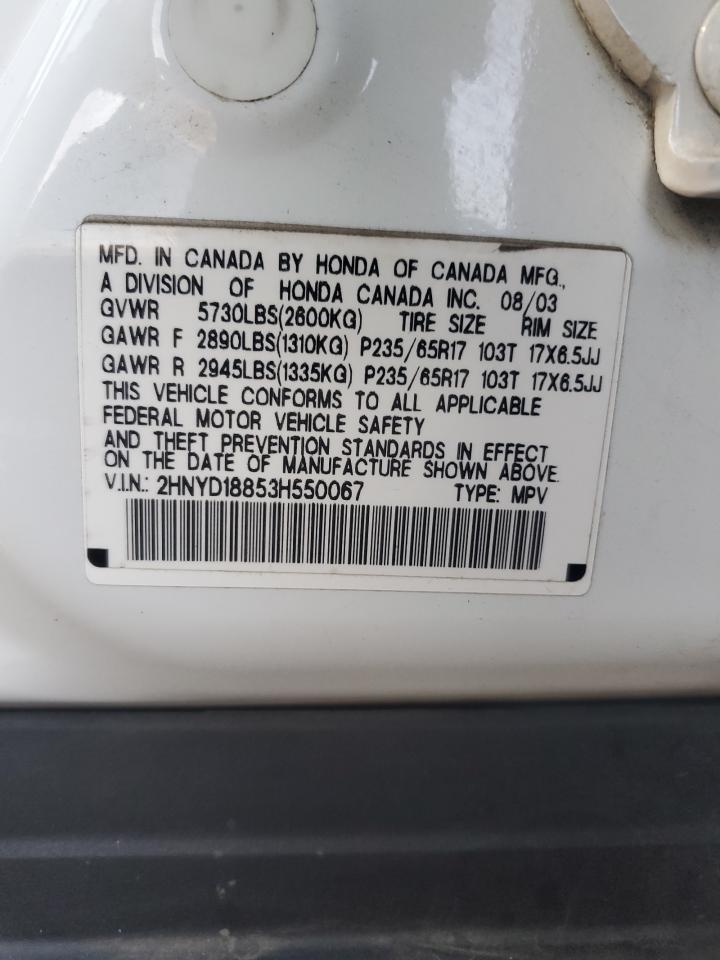 MFD. IN CANADA BY HONDA OF CANADA MFG.,
A DIVISION OF HONDA CANADA INC. 08/03
GVWR 5730LBS(2600KG) TIRE SIZE RIM SIZE
GAWR F 2890LBS(1310KG) P235/65R17 103T 17X6.5JJ
GAWR R 2945LBS(1335KG) P235/65R17 103T 17X6.5JJ
THIS VEHICLE CONFORMS TO ALL APPLICABLE
FEDERAL MOTOR VEHICLE SAFETY
AND THEFT PREVENTION STANDARDS IN EFFECT
ON THE DATE OF MANUFACTURE SHOWN ABOVE.
V.I.N.: 2HNYD18853H550067 TYPE: MPV